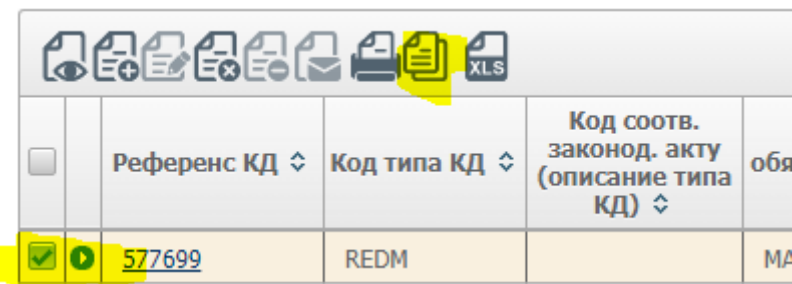 XLS
Референс КД
Код типа КД
Код соотв.
законод. акту
(описание типа
КД)
обя
577699
REDM
МА